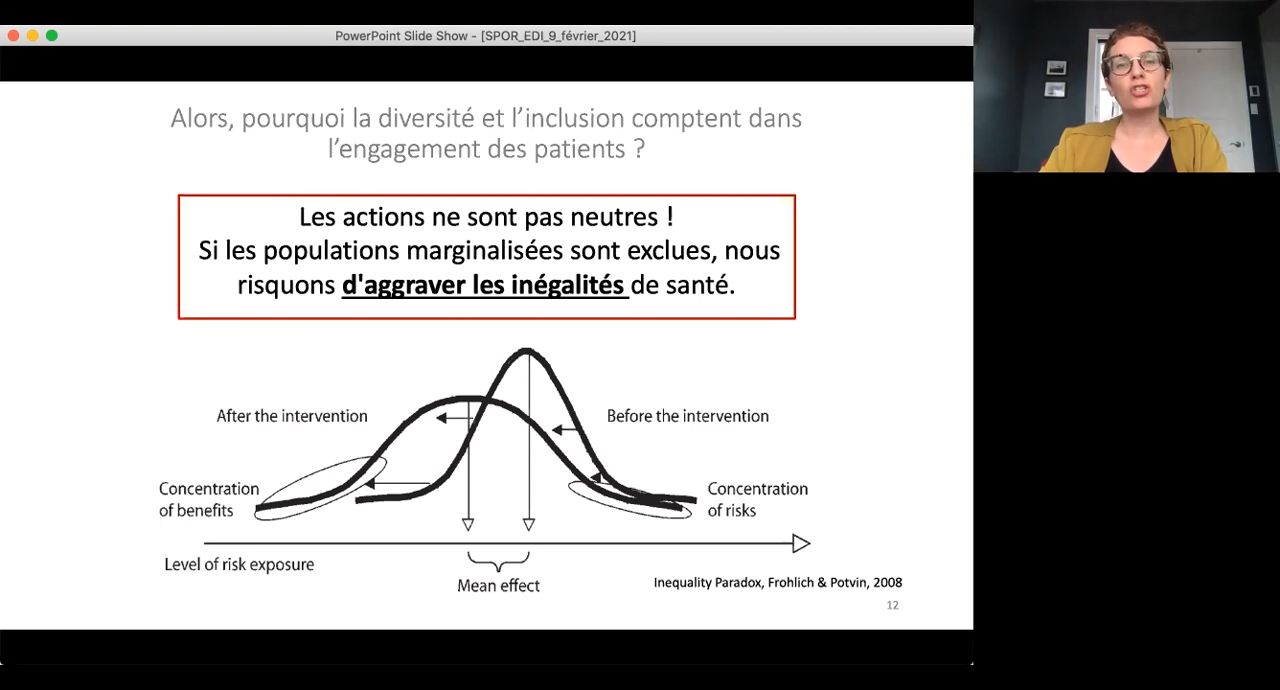 PowerPoint Slide Show - [SPOR_EDI_9_février_2021]
Alors, pourquoi la diversité et l’inclusion comptent dans
l’engagement des patients ?
Les actions ne sont pas neutres !
Si les populations marginalisées sont exclues, nous
risquons d'aggraver les inégalités de santé.
After the intervention
Before the intervention
Concentration
of benefits
Concentration
of risks
Level of risk exposure
Mean effect
Inequality Paradox, Frohlich & Potvin, 2008
12